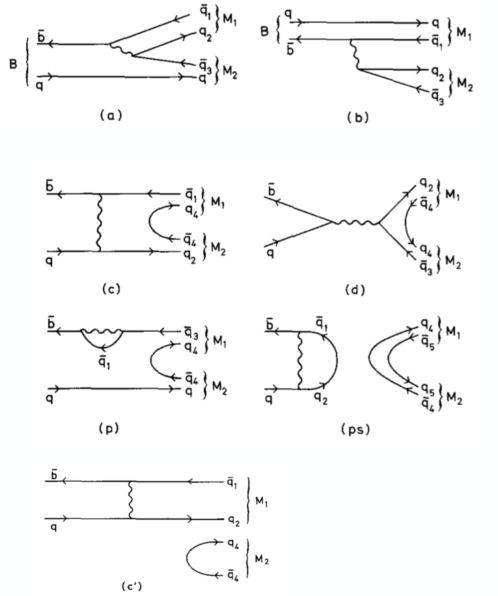 q̄₁ } M₁
b̄ q₂
B {
q̄₃ } M₂
q q
(a)
q q } M₁
B { b̄ q̄₁
q₂ } M₂
q̄₃
(b)
b̄ q̄₁ } M₁
q₄
q̄₄ } M₂
q q₂
(c)
b̄ q₂ } M₁
q̄₄
q₄ } M₂
q q̄₃
(d)
b̄ q̄₃ } M₁
q̄₁ q₄
q̄₄ } M₂
q q
(p)
b̄ q̄₁ q₄ } M₁
q̄₅
q₅ } M₂
q q₂ q̄₄
(ps)
b̄ q̄₁
} M₁
q q₂
q₄
} M₂
q̄₄
(c')